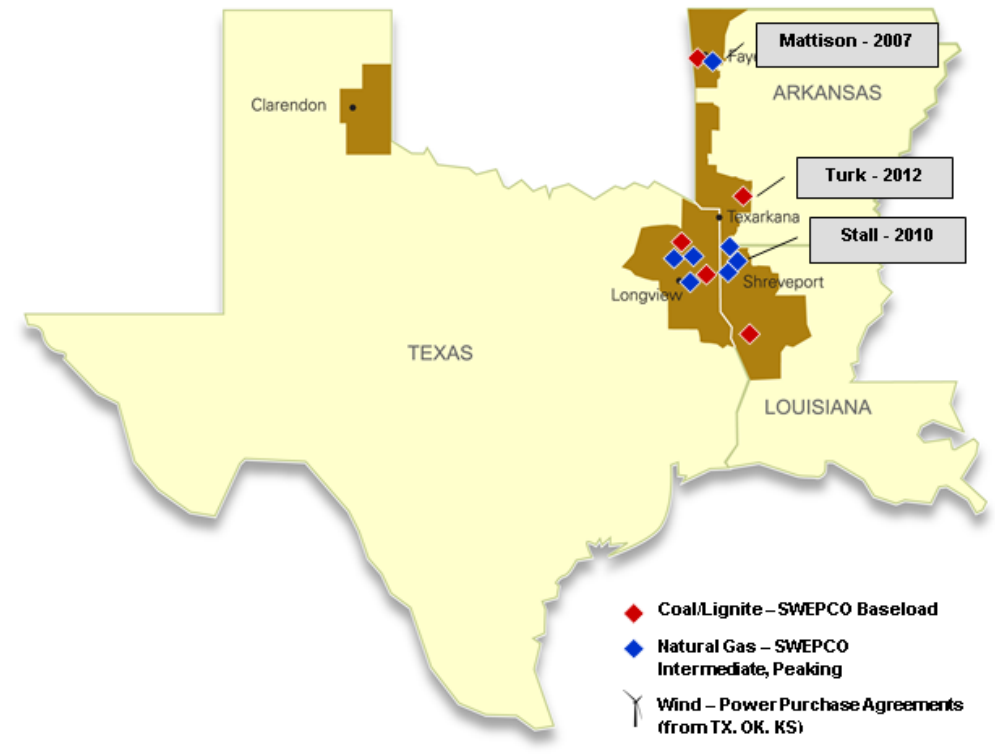 Mattison - 2007
Faye
ARKANSAS
Clarendon
Turk - 2012
Texarkana
Stall - 2010
Shreveport
Longview
TEXAS
LOUISIANA
Coal/Lignite – SWEPCO Baseload
Natural Gas – SWEPCO
Intermediate, Peaking
Wind – Power Purchase Agreements
(from TX, OK, KS)